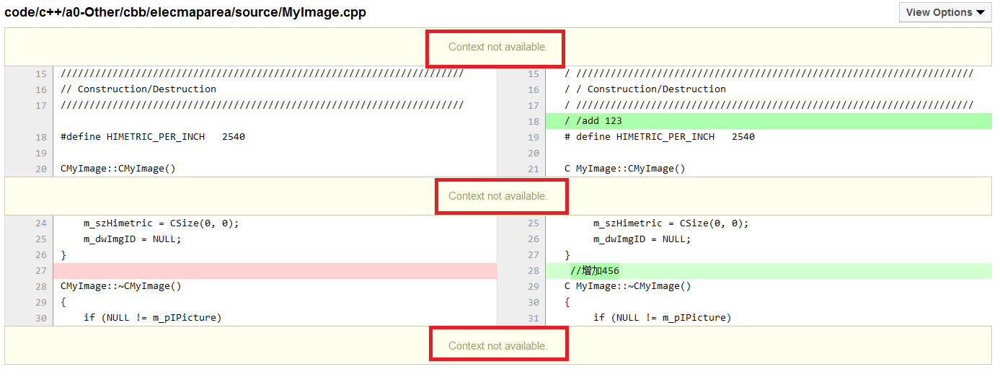 code/c++/a0-Other/cbb/elecmaparea/source/MyImage.cpp
View Options
Context not available.
15 ////////////////////////////////////////////////////////////////////// 15 / /////////////////////////////////////////////////////////////////////
16 // Construction/Destruction 16 / / Construction/Destruction
17 ////////////////////////////////////////////////////////////////////// 17 / /////////////////////////////////////////////////////////////////////
18 / /add 123
18 #define HIMETRIC_PER_INCH   2540 19 # define HIMETRIC_PER_INCH   2540
19 20
20 CMyImage::CMyImage() 21 C MyImage::CMyImage()
Context not available.
24 m_szHimetric = CSize(0, 0); 25 m_szHimetric = CSize(0, 0);
25 m_dwImgID = NULL; 26 m_dwImgID = NULL;
26 } 27 }
27 28 //增加456
28 CMyImage::~CMyImage() 29 C MyImage::~CMyImage()
29 { 30 {
30 if (NULL != m_pIPicture) 31 if (NULL != m_pIPicture)
Context not available.